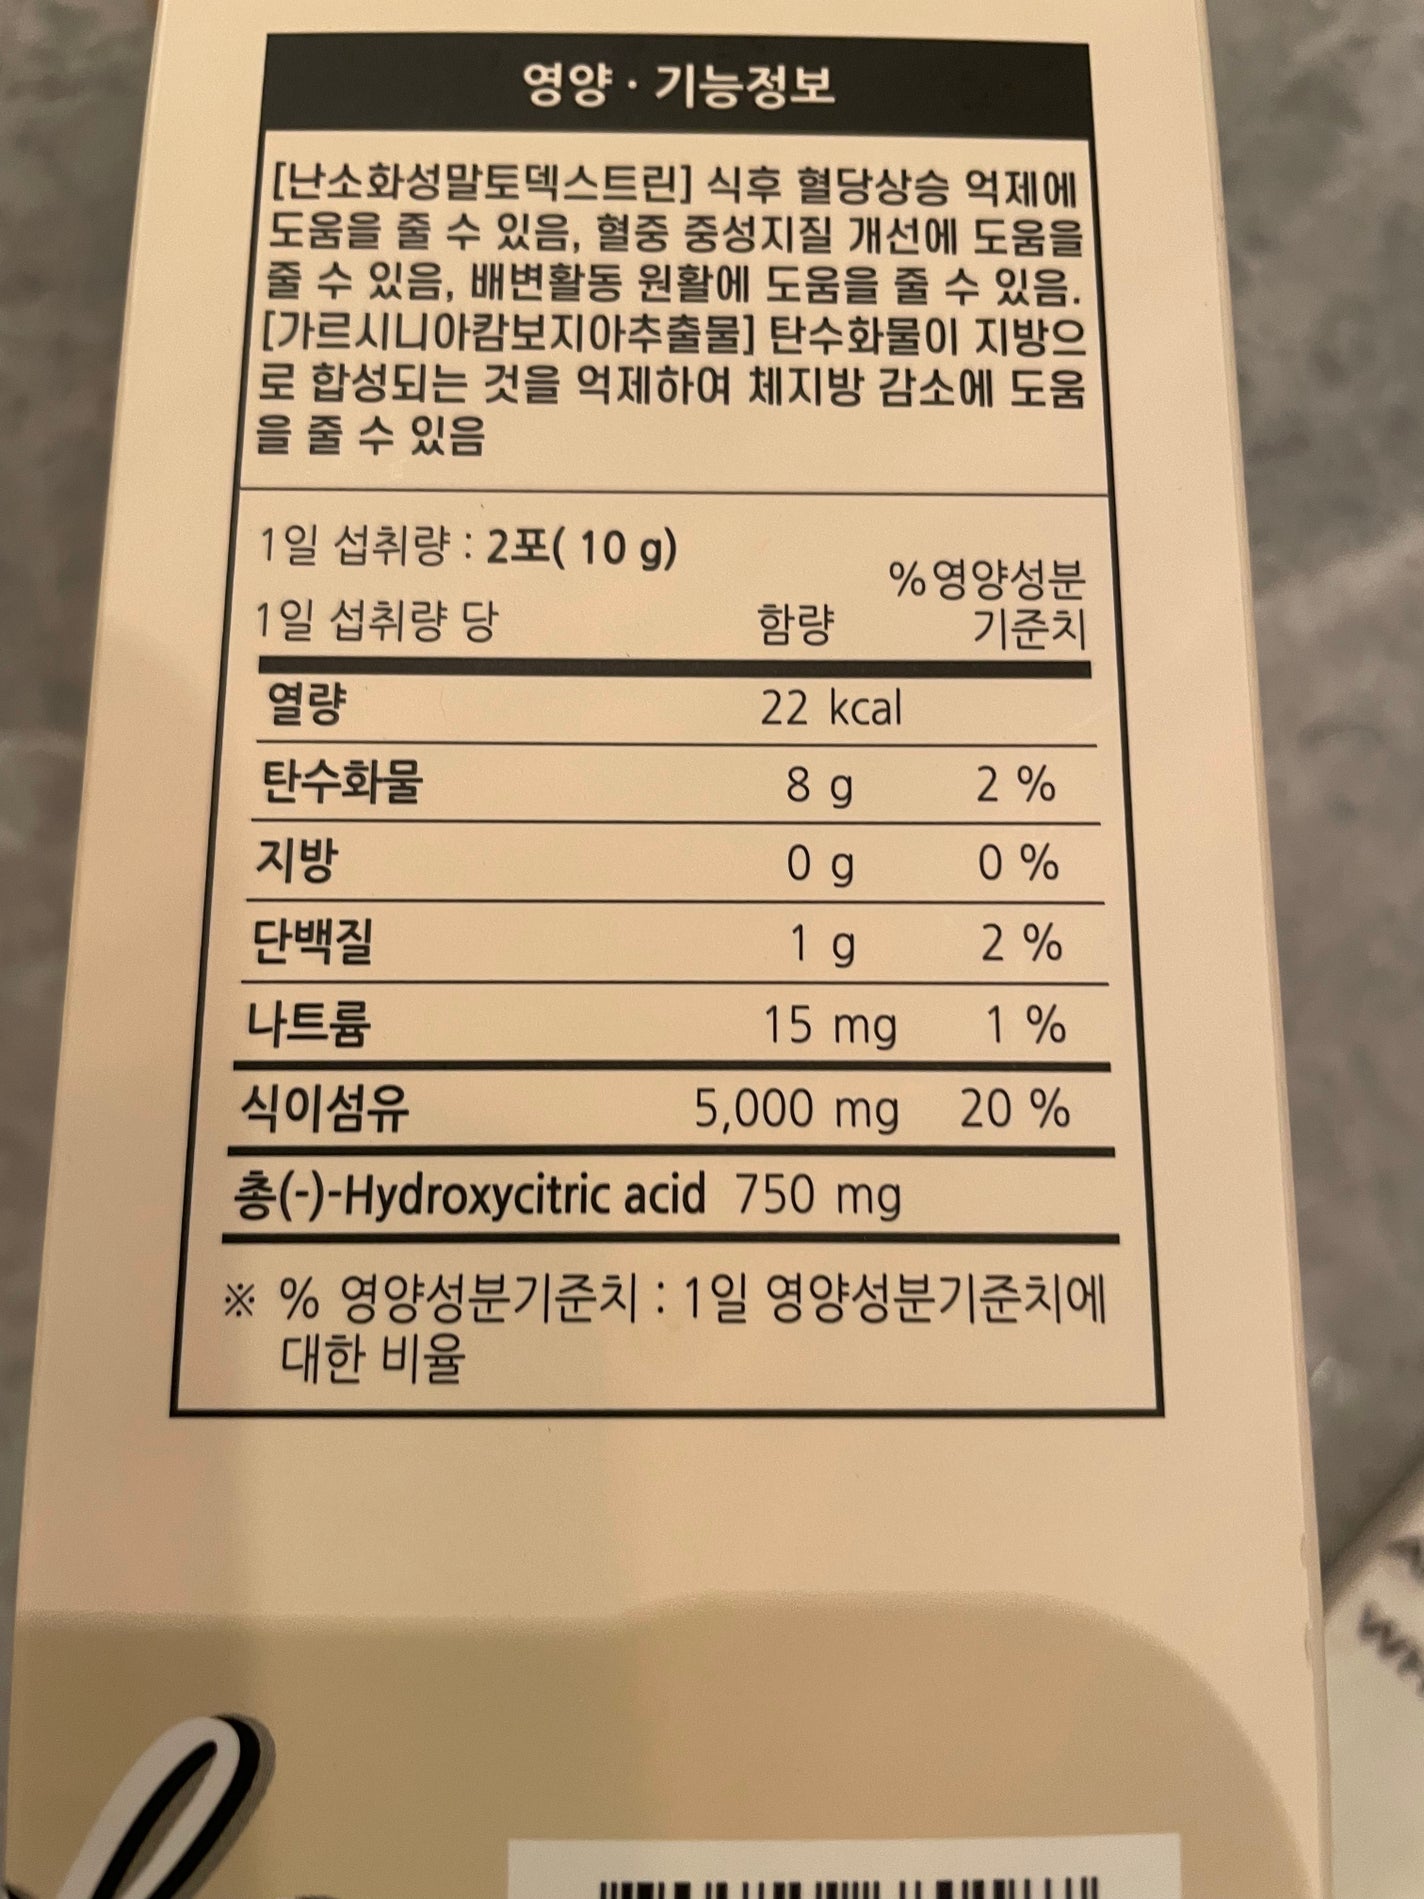 영양 · 기능정보
[난소화성말토덱스트린] 식후 혈당상승 억제에
도움을 줄 수 있음, 혈중 중성지질 개선에 도움을
줄 수 있음, 배변활동 원활에 도움을 줄 수 있음.
[가르시니아캄보지아추출물] 탄수화물이 지방으
로 합성되는 것을 억제하여 체지방 감소에 도움
을 줄 수 있음
1일 섭취량 : 2포( 10 g)
1일 섭취량 당 함량 %영양성분
기준치
열량 22 kcal
탄수화물 8 g 2 %
지방 0 g 0 %
단백질 1 g 2 %
나트륨 15 mg 1 %
식이섬유 5,000 mg 20 %
총(-)-Hydroxycitric acid 750 mg
※ % 영양성분기준치 : 1일 영양성분기준치에
대한 비율